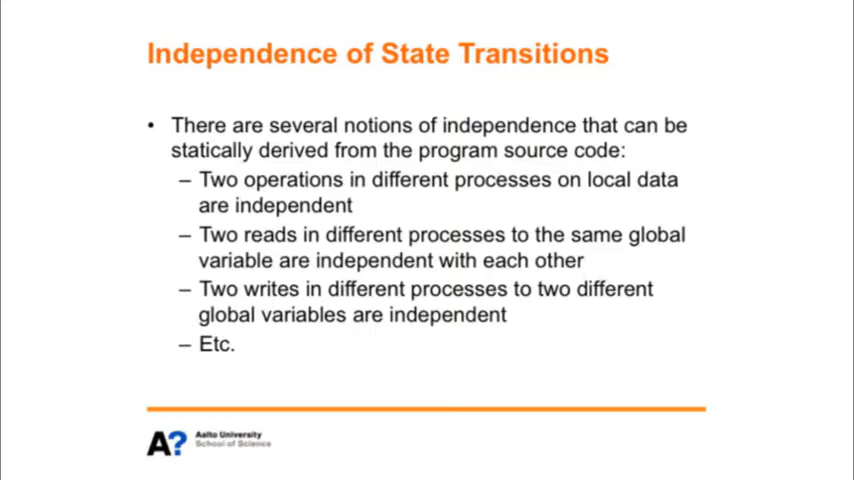 Independence of State Transitions
• There are several notions of independence that can be
statically derived from the program source code:
– Two operations in different processes on local data
are independent
– Two reads in different processes to the same global
variable are independent with each other
– Two writes in different processes to two different
global variables are independent
– Etc.
A?
Aalto University
School of Science